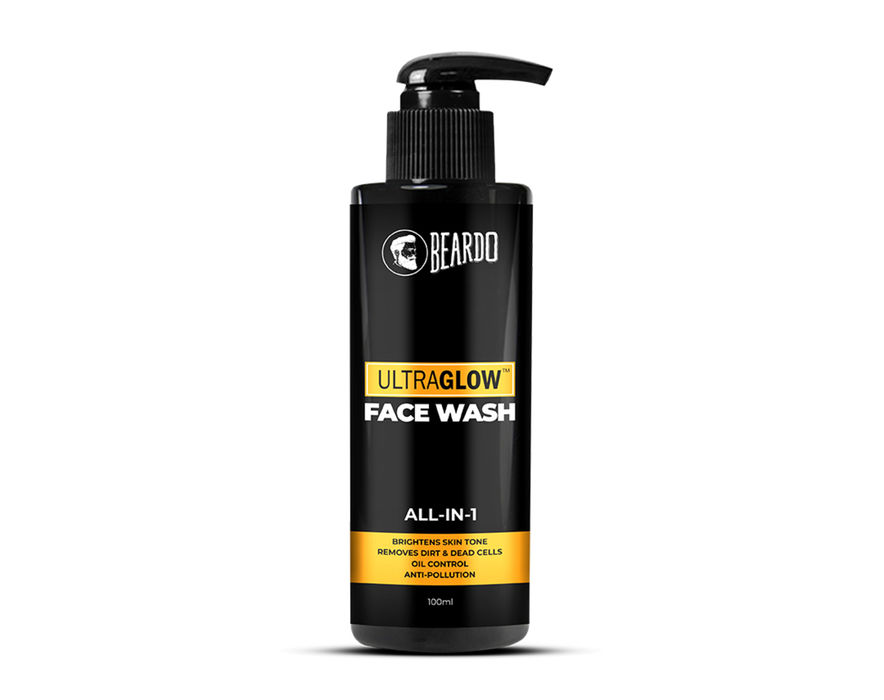 BEARDO
ULTRAGLOW™
FACE WASH
ALL-IN-1
BRIGHTENS SKIN TONE
REMOVES DIRT & DEAD CELLS
OIL CONTROL
ANTI-POLLUTION
100ml